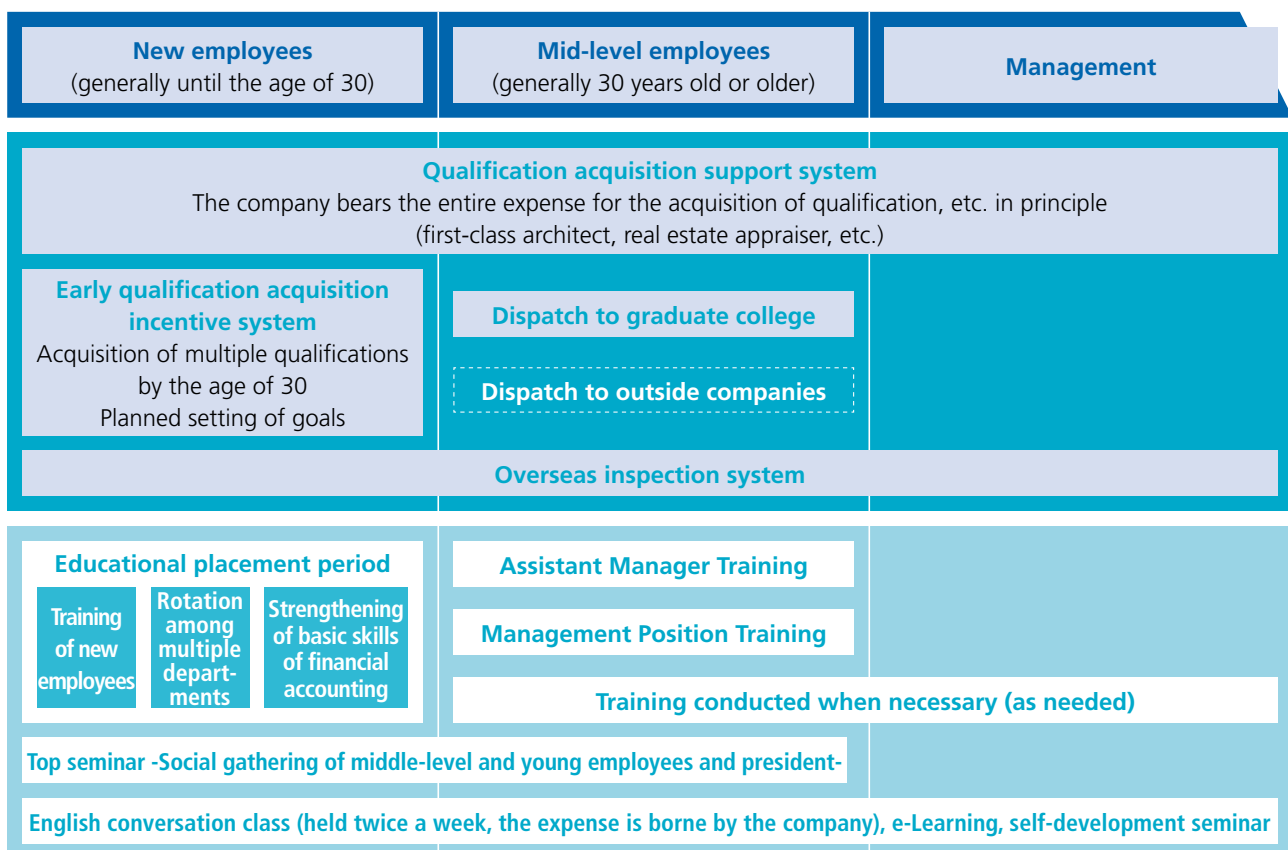 New employees
(generally until the age of 30)
Mid-level employees
(generally 30 years old or older)
Management
Qualification acquisition support system
The company bears the entire expense for the acquisition of qualification, etc. in principle
(first-class architect, real estate appraiser, etc.)
Early qualification acquisition
incentive system
Acquisition of multiple qualifications
by the age of 30
Planned setting of goals
Dispatch to graduate college
Dispatch to outside companies
Overseas inspection system
Educational placement period
Training
of new
employees
Rotation
among
multiple
depart-
ments
Strengthening
of basic skills
of financial
accounting
Assistant Manager Training
Management Position Training
Training conducted when necessary (as needed)
Top seminar -Social gathering of middle-level and young employees and president-
English conversation class (held twice a week, the expense is borne by the company), e-Learning, self-development seminar